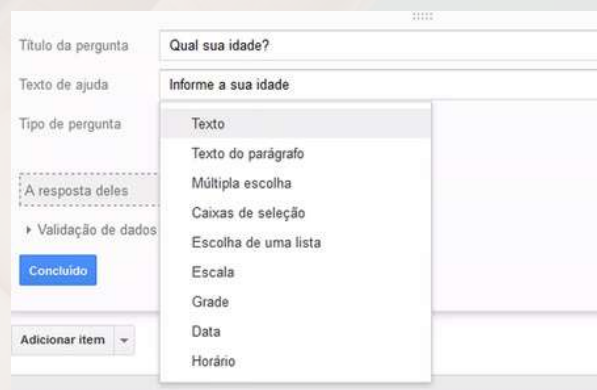 Título da pergunta Qual sua idade?
Texto de ajuda Informe a sua idade
Tipo de pergunta Texto
Texto do parágrafo
A resposta deles Múltipla escolha
Caixas de seleção
Validação de dados Escolha de uma lista
Concluído Escala
Grade
Adicionar item Data
Horário